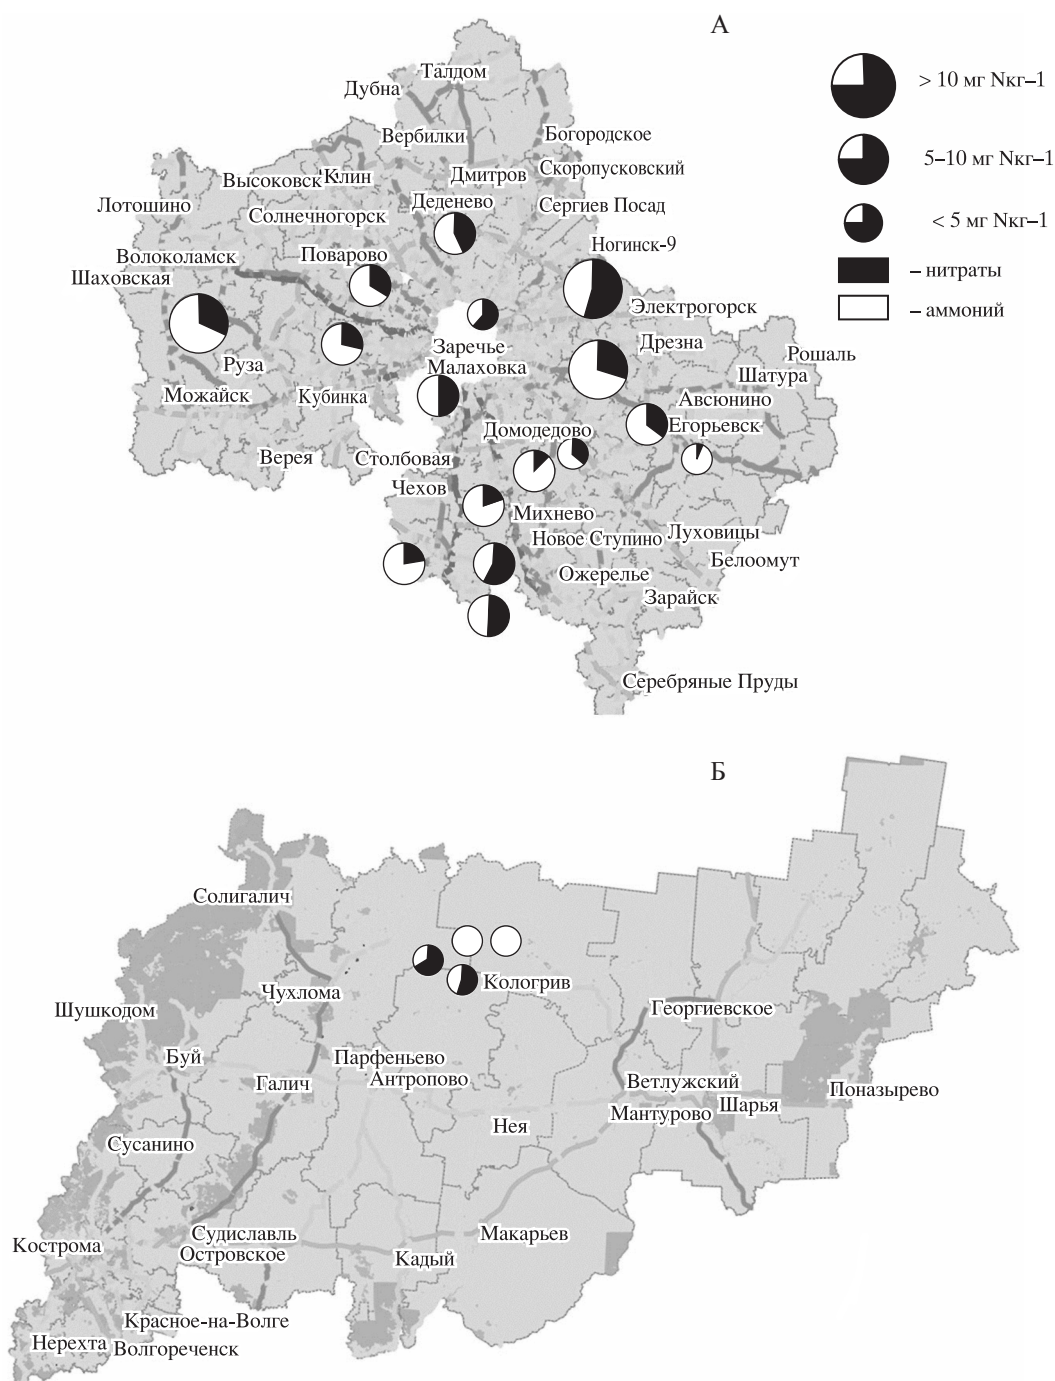 А
Талдом
Дубна
> 10 мг Nкг–1
Вербилки
Богородское
5–10 мг Nкг–1
Скоропусковский
Высоковск
Клин
Дмитров
Лотошино
Деденево
Сергиев Посад
Солнечногорск
< 5 мг Nкг–1
Ногинск-9
Волоколамск
Поварово
Шаховская
– нитраты
Электрогорск
– аммоний
Заречье
Дрезна
Рошаль
Руза
Малаховка
Шатура
Можайск
Кубинка
Авсюнино
Домодедово
Егорьевск
Верея
Столбовая
Чехов
Михнево
Новое Ступино
Луховицы
Белоомут
Ожерелье
Зарайск
Серебряные Пруды
Б
Солигалич
Кологрив
Чухлома
Шушкодом
Георгиевское
Буй
Парфеньево
Галич
Антропово
Ветлужский
Поназырево
Мантурово
Шарья
Нея
Сусанино
Судиславль
Макарьев
Кострома
Островское
Кадый
Красное-на-Волге
Нерехта
Волгореченск